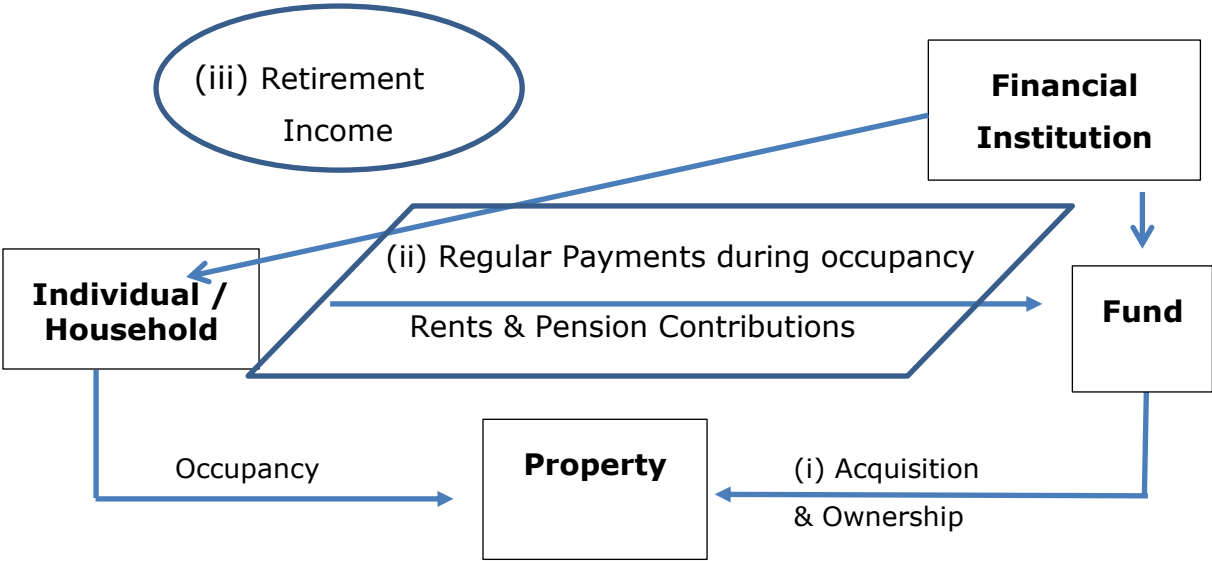 (iii) Retirement
Income
Financial
Institution
(ii) Regular Payments during occupancy
Rents & Pension Contributions
Individual /
Household
Fund
Occupancy
Property
(i) Acquisition
& Ownership